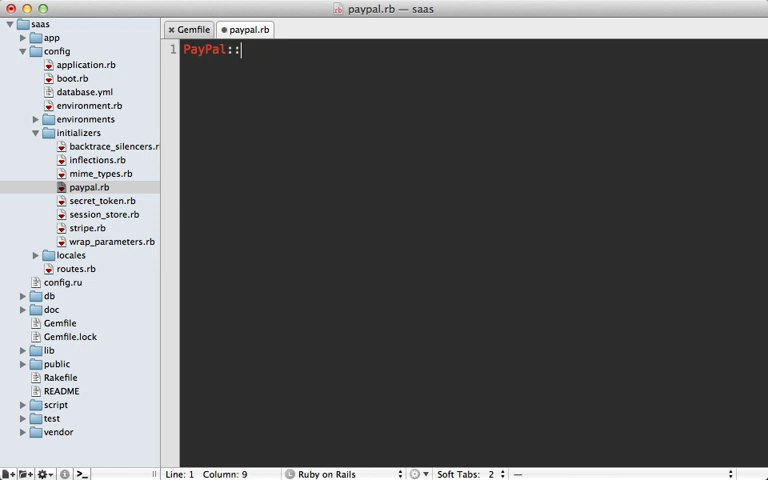 paypal.rb — saas
saas
app
config
application.rb
boot.rb
database.yml
environment.rb
environments
initializers
backtrace_silencers.r
inflections.rb
mime_types.rb
paypal.rb
secret_token.rb
session_store.rb
stripe.rb
wrap_parameters.rb
locales
routes.rb
config.ru
db
doc
Gemfile
Gemfile.lock
lib
public
Rakefile
README
script
test
vendor
Gemfile
paypal.rb
1 PayPal::
Line: 1 Column: 9 Ruby on Rails Soft Tabs: 2 —